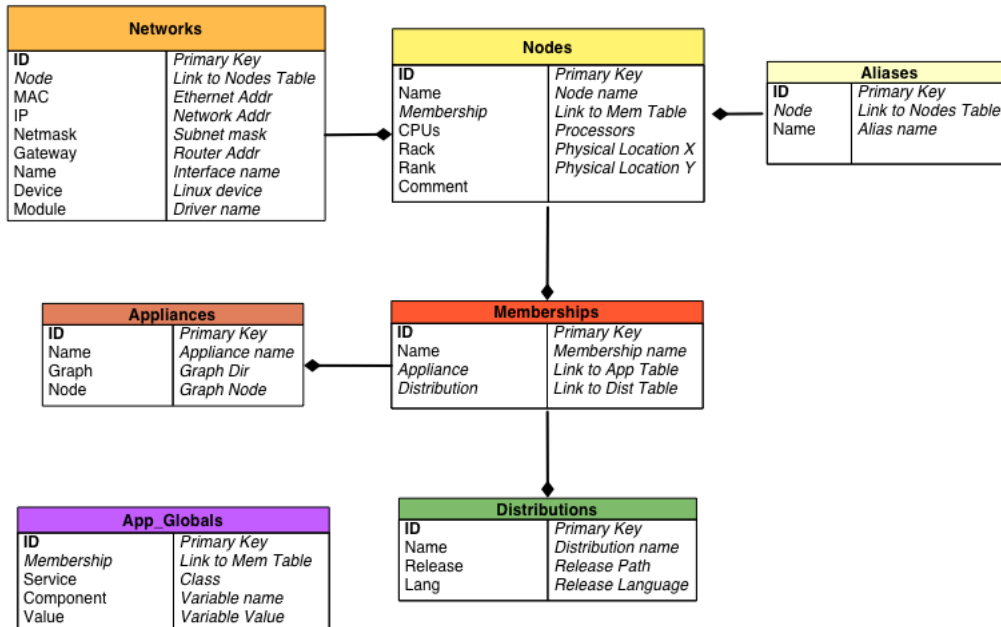 Networks
ID Primary Key
Node Link to Nodes Table
MAC Ethernet Addr
IP Network Addr
Netmask Subnet mask
Gateway Router Addr
Name Interface name
Device Linux device
Module Driver name
Nodes
ID Primary Key
Name Node name
Membership Link to Mem Table
CPUs Processors
Rack Physical Location X
Rank Physical Location Y
Comment
Aliases
ID Primary Key
Node Link to Nodes Table
Name Alias name
Appliances
ID Primary Key
Name Appliance name
Graph Graph Dir
Node Graph Node
Memberships
ID Primary Key
Name Membership name
Appliance Link to App Table
Distribution Link to Dist Table
App_Globals
ID Primary Key
Membership Link to Mem Table
Service Class
Component Variable name
Value Variable Value
Distributions
ID Primary Key
Name Distribution name
Release Release Path
Lang Release Language